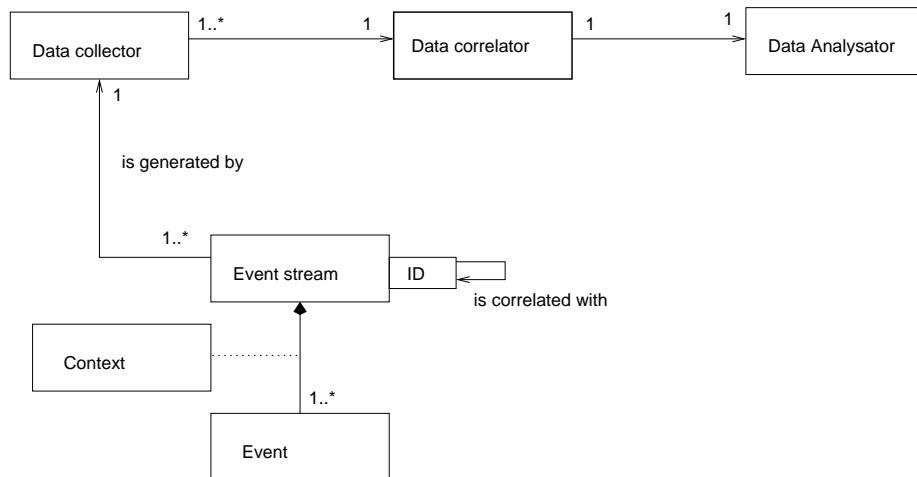 1..*
1
1
1
Data collector
Data correlator
Data Analysator
1
is generated by
1..*
Event stream
ID
is correlated with
Context
1..*
Event